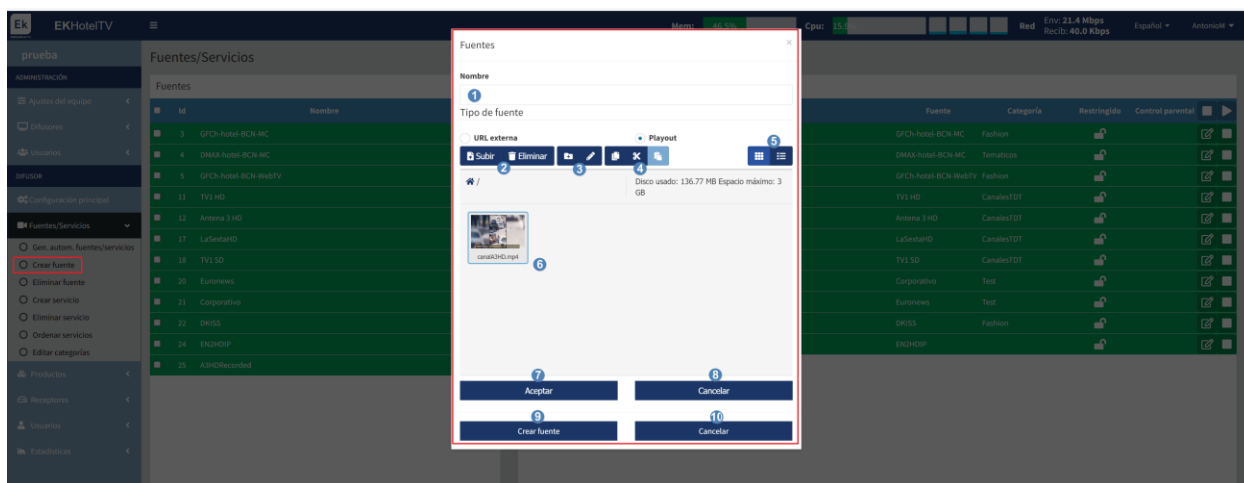 Ek
EKHotelTV
Mem: 46.5%
Cpu: 15.9%
Red
Env: 21.4 Mbps
Recib: 40.0 Kbps
Español
AntonioM
prueba
ADMINISTRACIÓN
Ajustes del equipo
Difusores
Usuarios
DIFUSOR
Configuración principal
Fuentes/Servicios
Gen. autom. fuentes/servicios
Crear fuente
Eliminar fuente
Crear servicio
Eliminar servicio
Ordenar servicios
Editar categorías
Productos
Receptores
Usuarios
Estadísticas
Fuentes/Servicios
Fuentes
Id Nombre
3 GFCh-hotel-BCN-MC
4 DMAX-hotel-BCN-MC
5 GFCh-hotel-BCN-WebTV
11 TV1 HD
12 Antena 3 HD
17 LaSextaHD
18 TV1 SD
20 Euronews
21 Corporativo
22 DKISS
24 EN2HDIP
25 A3HDRecorded
Fuentes ×
Nombre
1
Tipo de fuente
URL externa Playout
5
Subir Eliminar
2 3 4
/ Disco usado: 136.77 MB Espacio máximo: 3
GB
canalA3HD.mp4
6
7 8
Aceptar Cancelar
9 10
Crear fuente Cancelar
Fuente Categoría Restringido Control parental
GFCh-hotel-BCN-MC Fashion
DMAX-hotel-BCN-MC Tematicos
GFCh-hotel-BCN-WebTV Fashion
TV1 HD CanalesTDT
Antena 3 HD CanalesTDT
LaSextaHD CanalesTDT
TV1 SD CanalesTDT
Corporativo Test
Euronews Test
DKISS Fashion
EN2HDIP